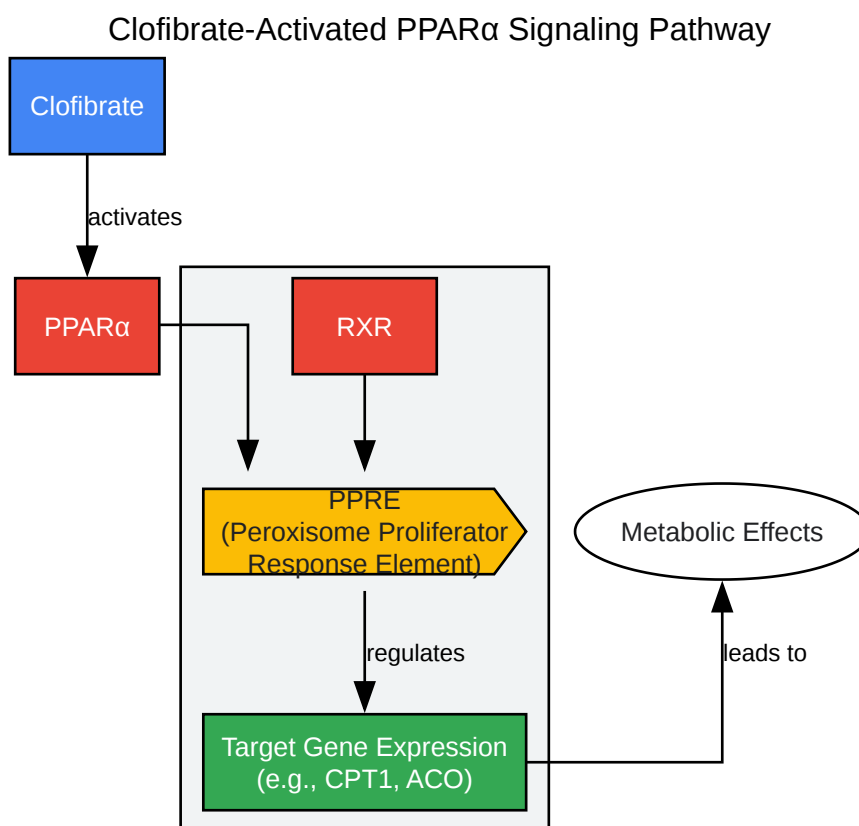 Clofibrate-Activated PPARα Signaling Pathway
Clofibrate
activates
PPARα
RXR
PPRE
(Peroxisome Proliferator
Response Element)
Metabolic Effects
regulates
leads to
Target Gene Expression
(e.g., CPT1, ACO)